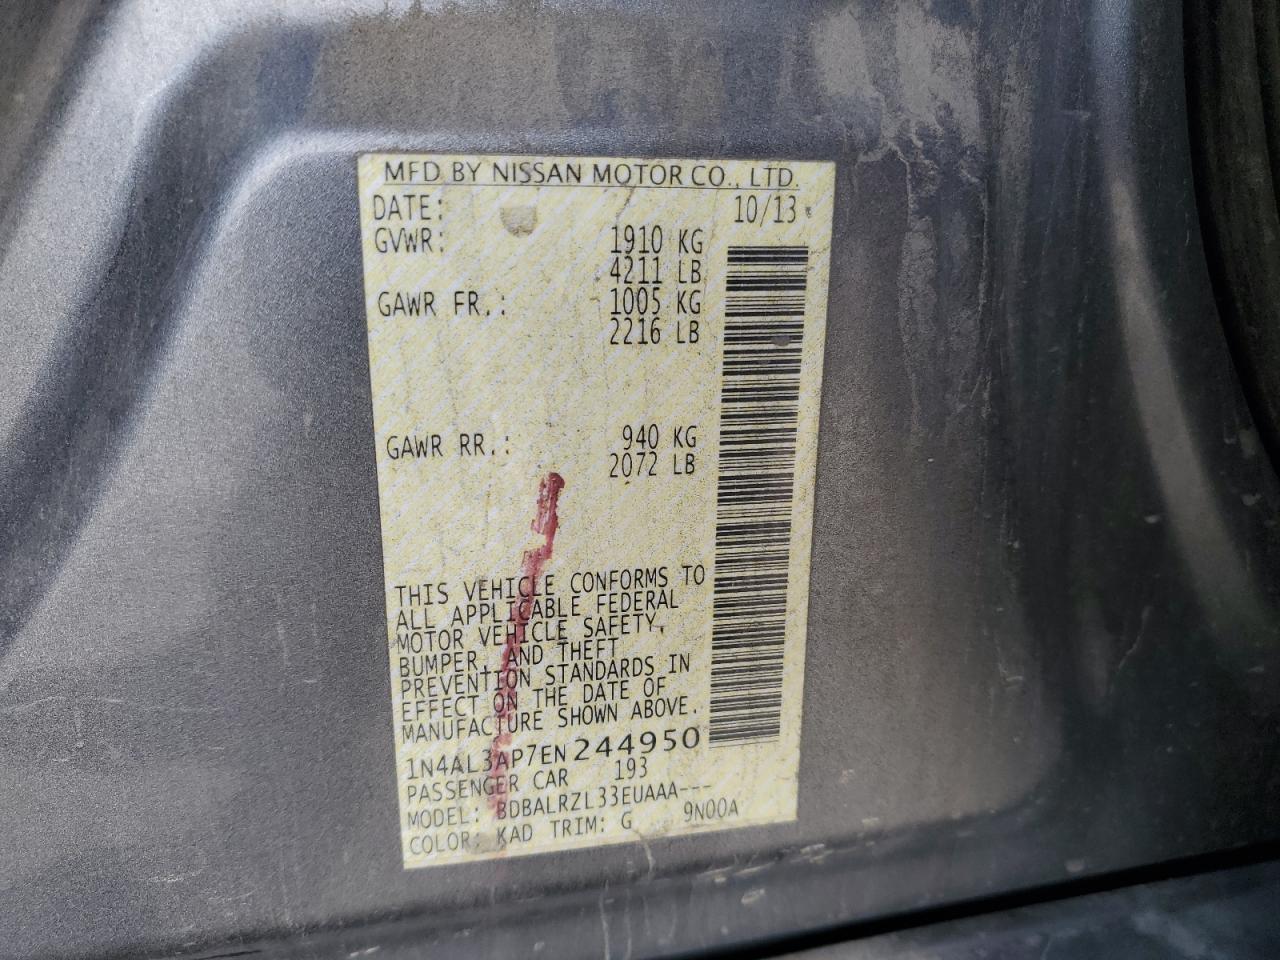 MFD BY NISSAN MOTOR CO., LTD.
DATE: 10/13
GVWR: 1910 KG
4211 LB
GAWR FR.: 1005 KG
2216 LB
GAWR RR.: 940 KG
2072 LB
THIS VEHICLE CONFORMS TO
ALL APPLICABLE FEDERAL
MOTOR VEHICLE SAFETY,
BUMPER, AND THEFT
PREVENTION STANDARDS IN
EFFECT ON THE DATE OF
MANUFACTURE SHOWN ABOVE.
1N4AL3AP7EN244950
PASSENGER CAR 193
MODEL: BDBALRZL33EUAAA---
COLOR: KAD TRIM: G 9N00A